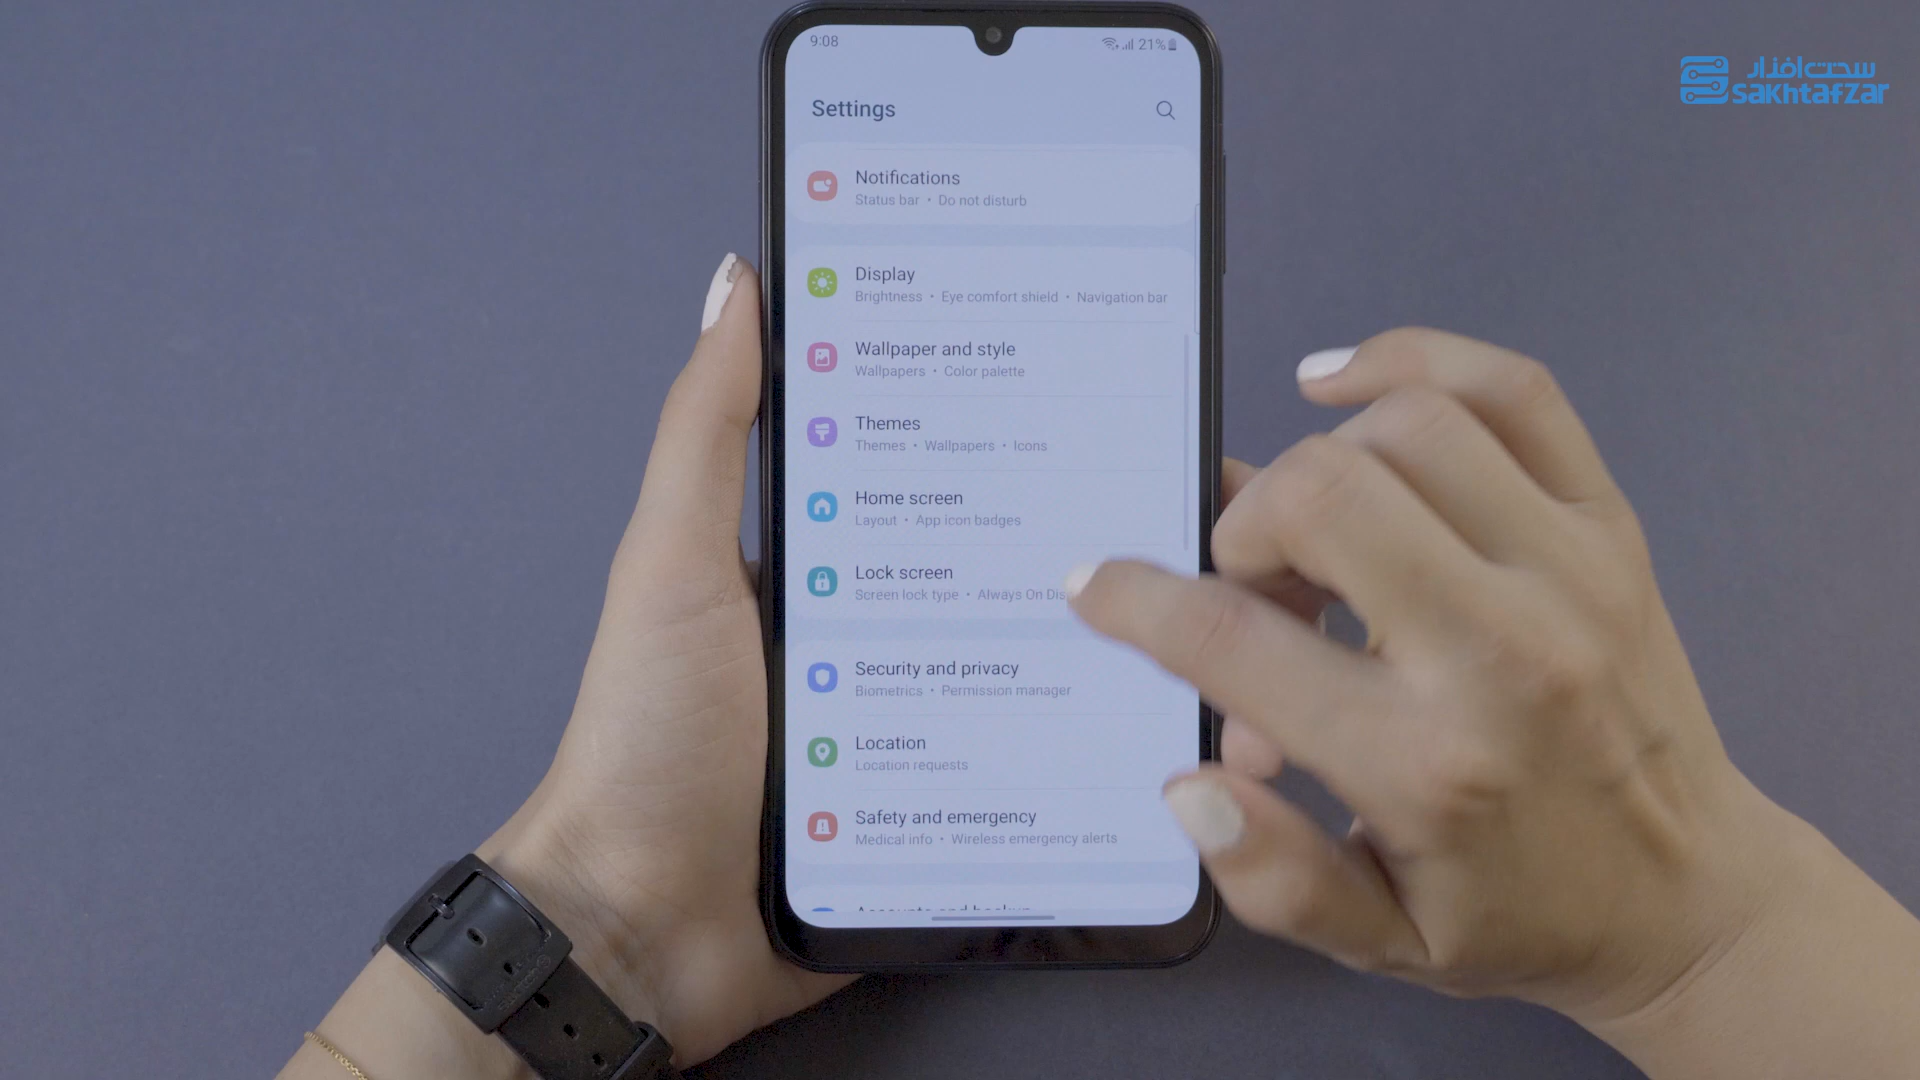 9:08
21%
سخت‌افزار
sakhtafzar
Settings
Notifications
Status bar • Do not disturb
Display
Brightness • Eye comfort shield • Navigation bar
Wallpaper and style
Wallpapers • Color palette
Themes
Themes • Wallpapers • Icons
Home screen
Layout • App icon badges
Lock screen
Screen lock type • Always On Dis
Security and privacy
Biometrics • Permission manager
Location
Location requests
Safety and emergency
Medical info • Wireless emergency alerts
Accounts and backup